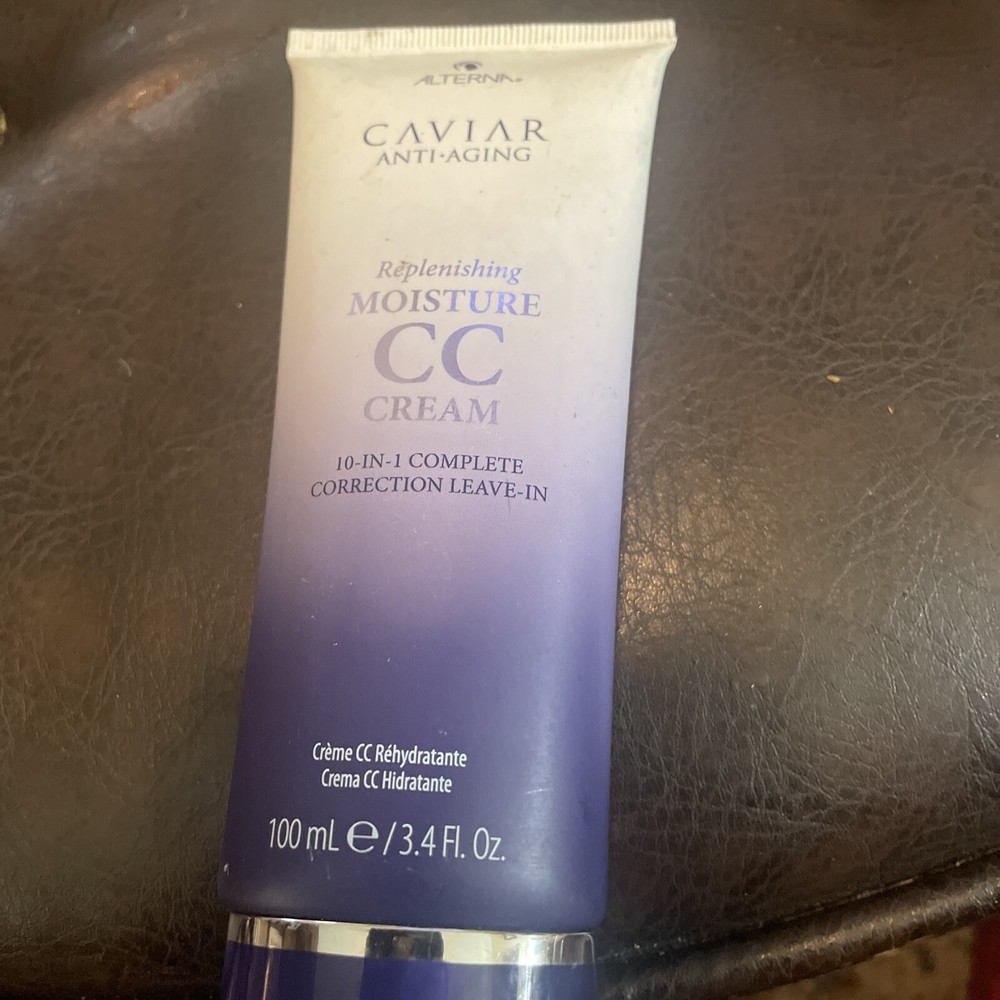 ALTERNA®
CAVIAR
ANTI•AGING
Replenishing
MOISTURE
CC
CREAM
10-IN-1 COMPLETE
CORRECTION LEAVE-IN
Crème CC Réhydratante
Crema CC Hidratante
100 mL ℮ / 3.4 Fl. Oz.